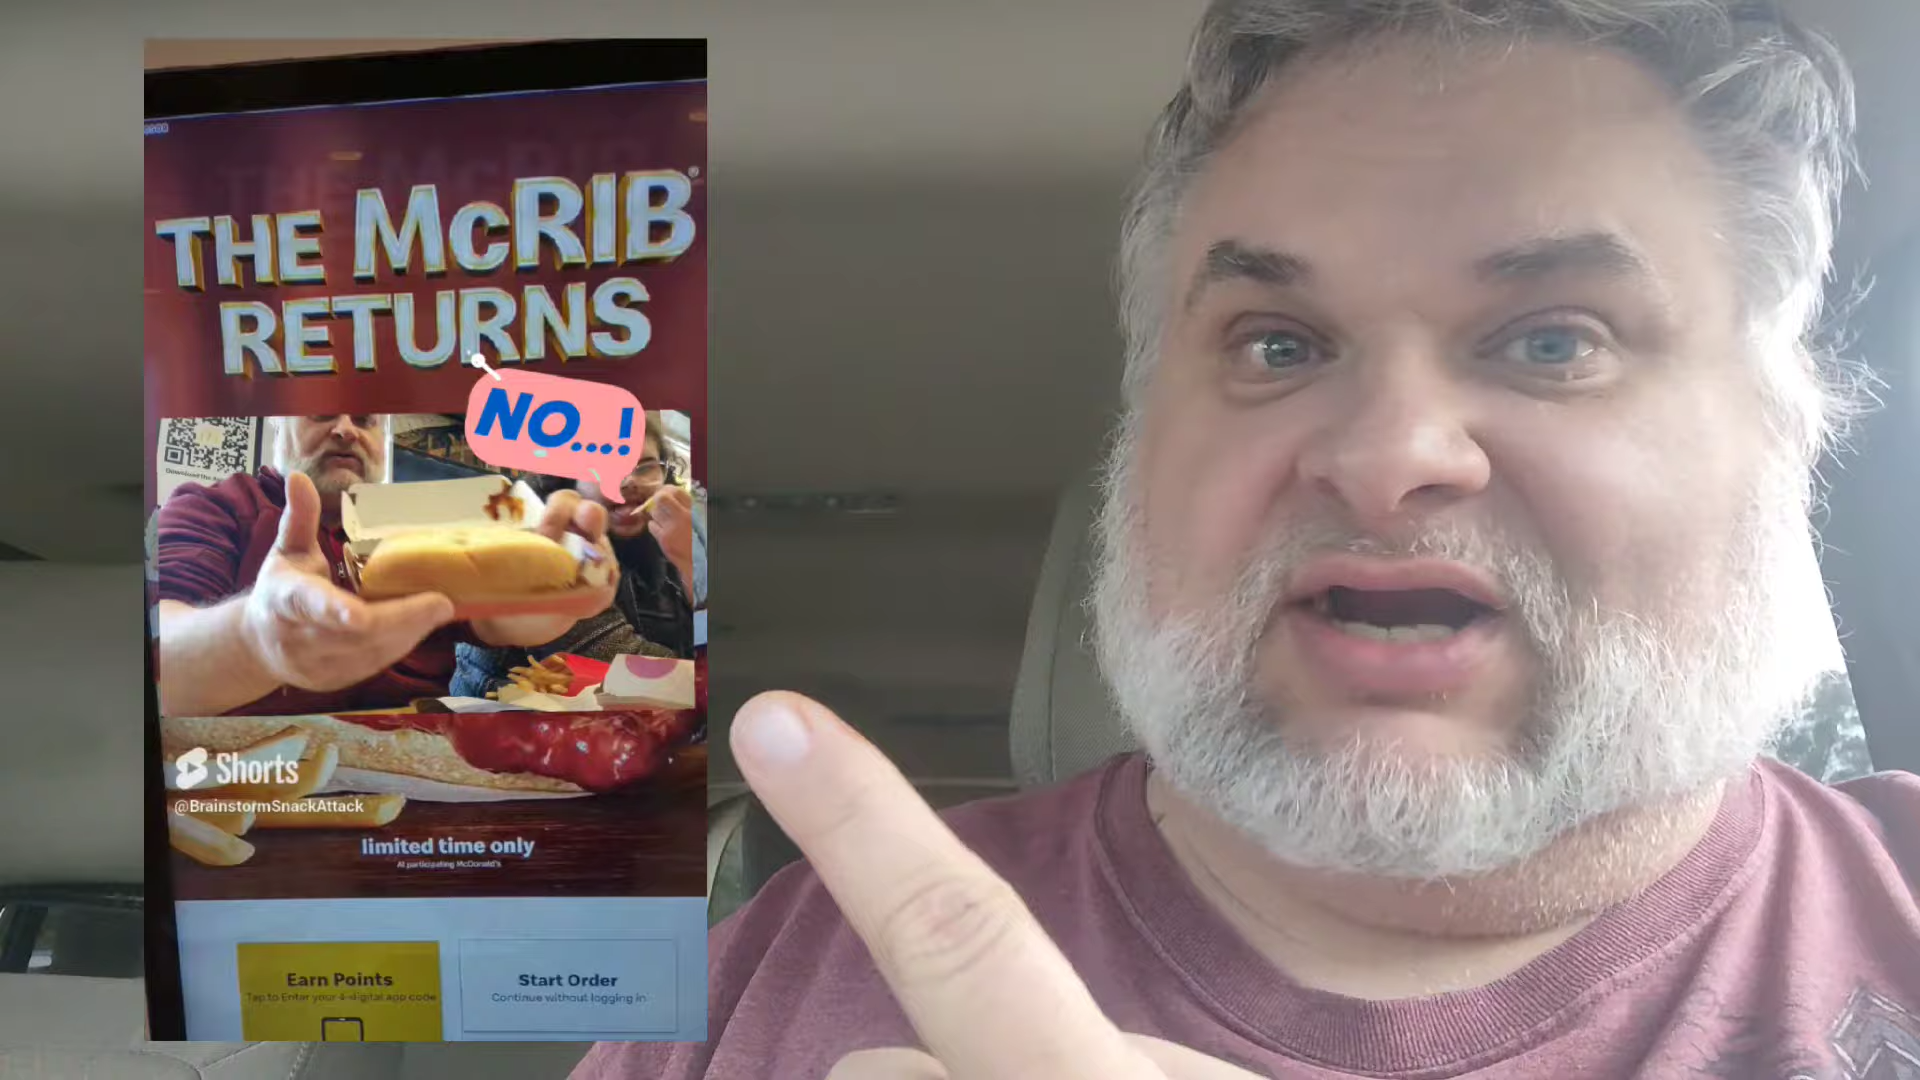 THE McRIB®
RETURNS
NO...!
Shorts
@BrainstormSnackAttack
limited time only
At participating McDonald's
Earn Points
Tap to Enter your 4-digital app code
Start Order
Continue without logging in